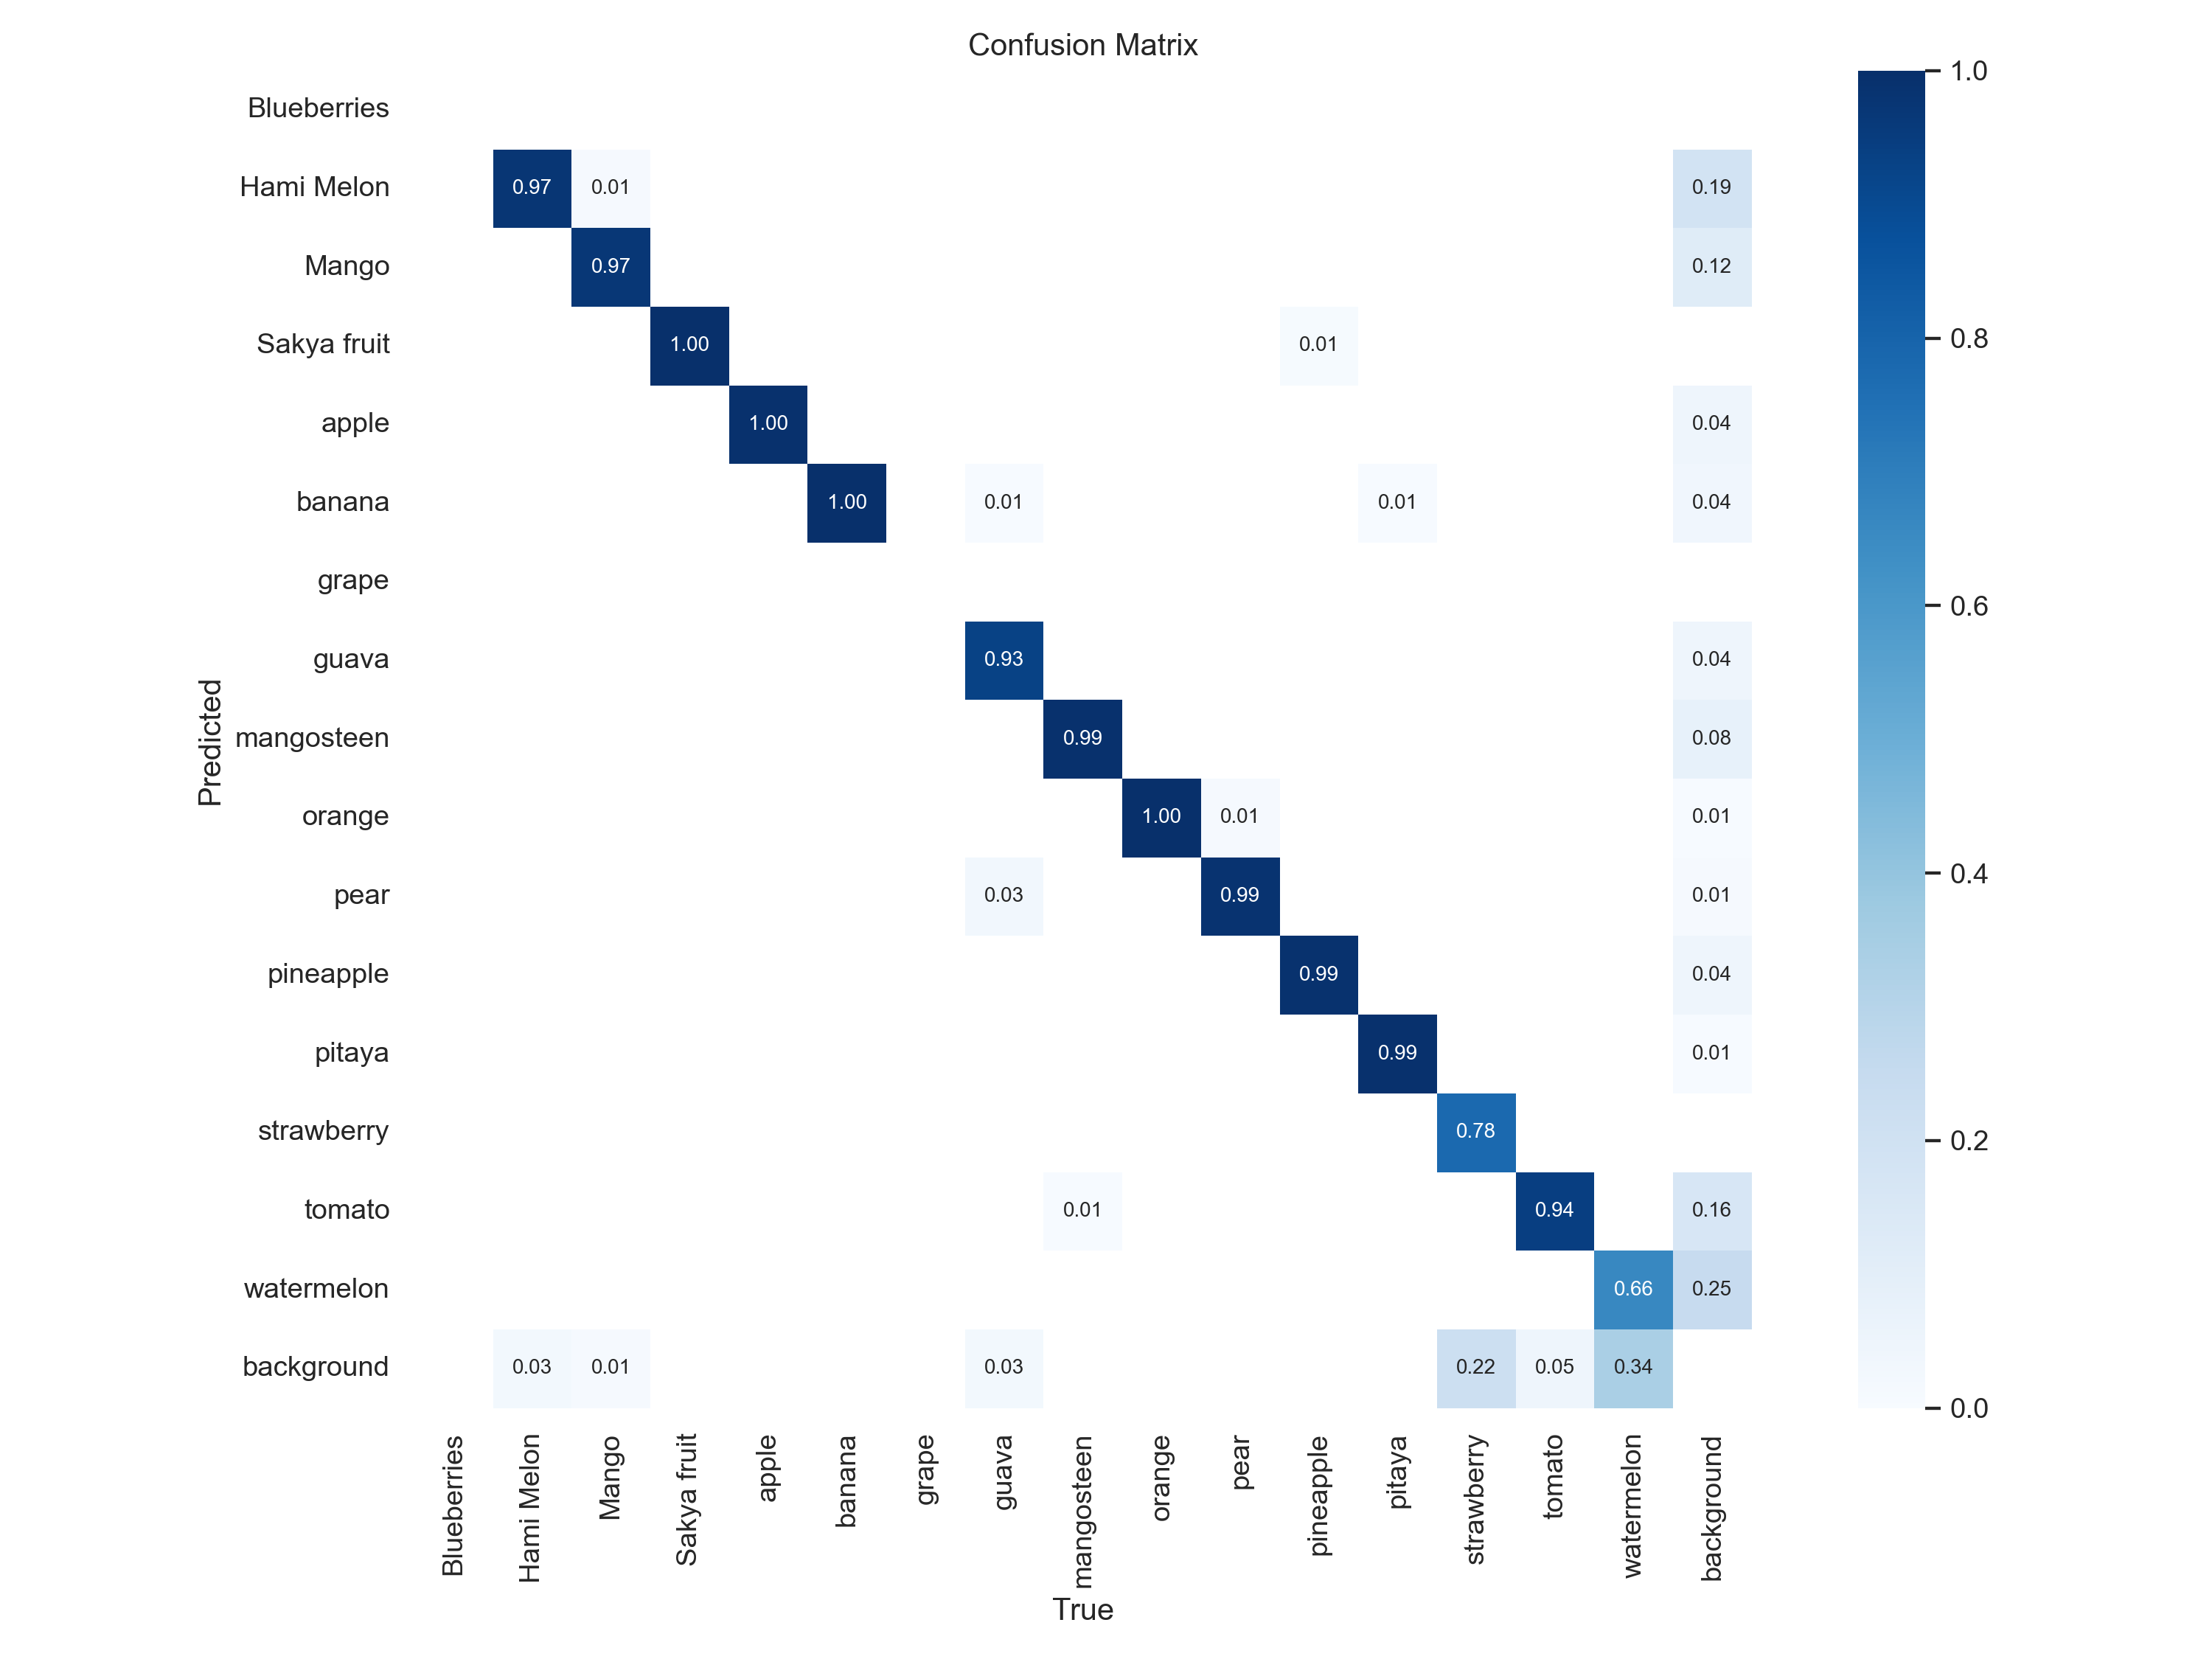 Confusion Matrix
Blueberries
Hami Melon 0.97 0.01 0.19
Mango 0.97 0.12
Sakya fruit 1.00 0.01
apple 1.00 0.04
banana 1.00 0.01 0.01 0.04
grape
guava 0.93 0.04
mangosteen 0.99 0.08
orange 1.00 0.01 0.01
pear 0.03 0.99 0.01
pineapple 0.99 0.04
pitaya 0.99 0.01
strawberry 0.78
tomato 0.01 0.94 0.16
watermelon 0.66 0.25
background 0.03 0.01 0.03 0.22 0.05 0.34
Predicted
Blueberries
Hami Melon
Mango
Sakya fruit
apple
banana
grape
guava
mangosteen
orange
pear
pineapple
pitaya
strawberry
tomato
watermelon
background
True
1.0
0.8
0.6
0.4
0.2
0.0